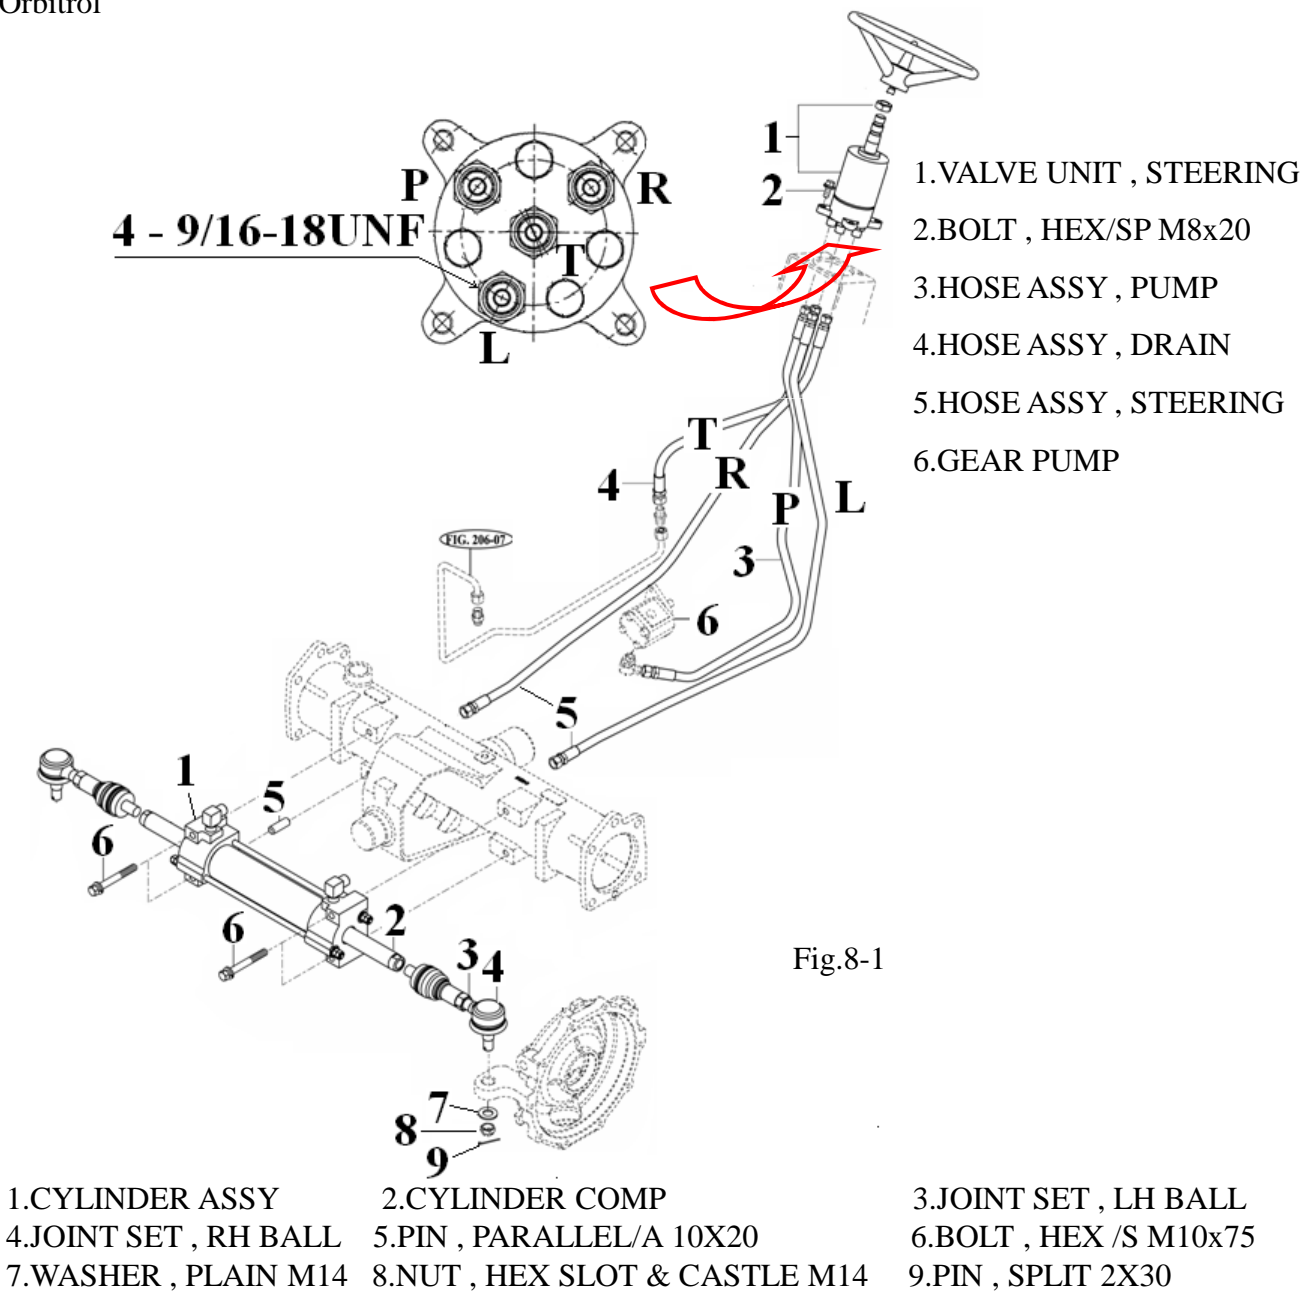 Orbitrol
1
2
1.VALVE UNIT , STEERING
2.BOLT , HEX/SP M8x20
3.HOSE ASSY , PUMP
4.HOSE ASSY , DRAIN
5.HOSE ASSY , STEERING
6.GEAR PUMP
P
R
4 - 9/16-18UNF
T
L
T
R
4
P
L
FIG. 206-07
3
6
5
1
5
6
6
2
3
4
Fig.8-1
7
8
9
1.CYLINDER ASSY 2.CYLINDER COMP 3.JOINT SET , LH BALL
4.JOINT SET , RH BALL 5.PIN , PARALLEL/A 10X20 6.BOLT , HEX /S M10x75
7.WASHER , PLAIN M14 8.NUT , HEX SLOT & CASTLE M14 9.PIN , SPLIT 2X30